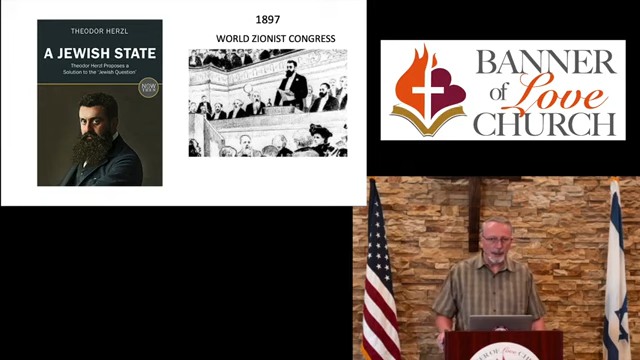 THEODOR HERZL
A JEWISH STATE
Theodor Herzl Proposes a
Solution to the 'Jewish Question'
1897
WORLD ZIONIST CONGRESS
BANNER
of Love
CHURCH